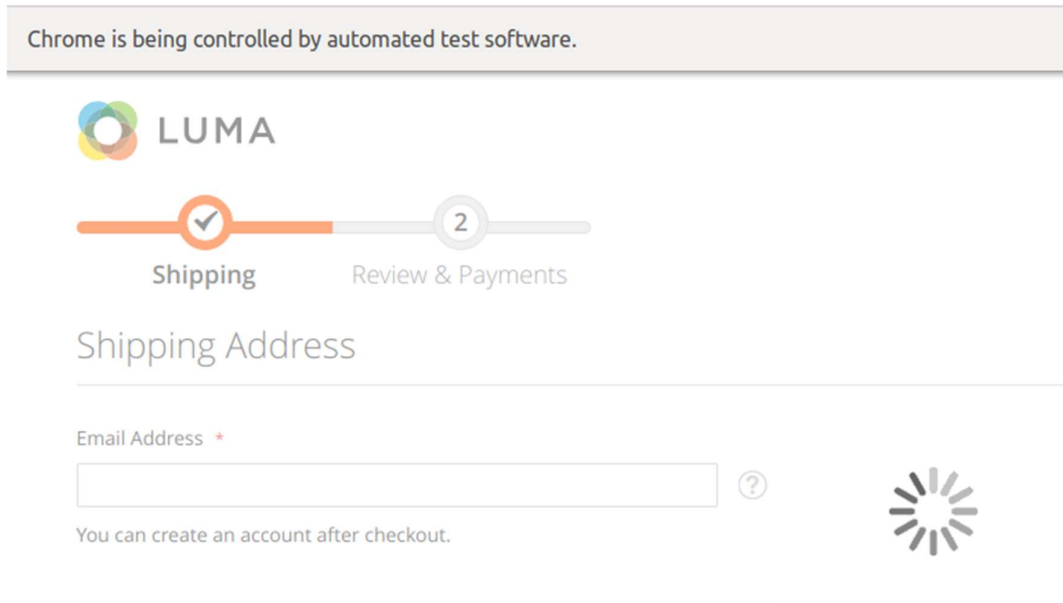 Chrome is being controlled by automated test software.
LUMA
2
Shipping
Review & Payments
Shipping Address
Email Address *
?
You can create an account after checkout.